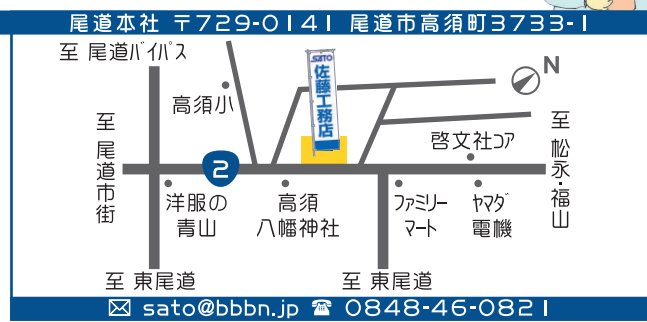 尾道本社 〒729-0141 尾道市高須町3733-1
至 尾道バイパス
N
SATO
佐藤工務店
高須小
至 尾道市街
啓文社コア
至 松永・福山
2
洋服の
青山
高須
八幡神社
ファミリー
マート
ヤマダ
電機
至 東尾道
至 東尾道
✉ sato@bbbn.jp ☎ 0848-46-0821